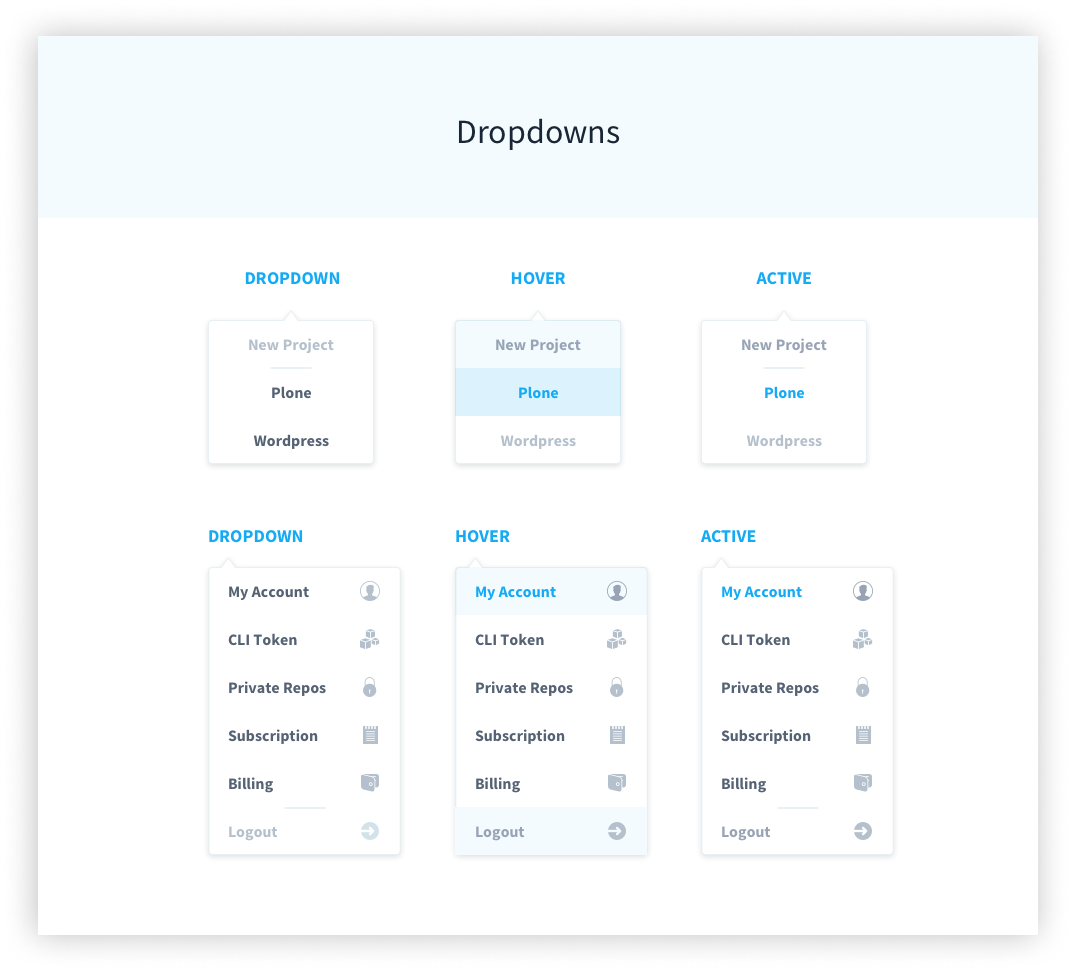 Dropdowns
DROPDOWN
New Project
Plone
Wordpress
HOVER
New Project
Plone
Wordpress
ACTIVE
New Project
Plone
Wordpress
DROPDOWN
My Account
CLI Token
Private Repos
Subscription
Billing
Logout
HOVER
My Account
CLI Token
Private Repos
Subscription
Billing
Logout
ACTIVE
My Account
CLI Token
Private Repos
Subscription
Billing
Logout